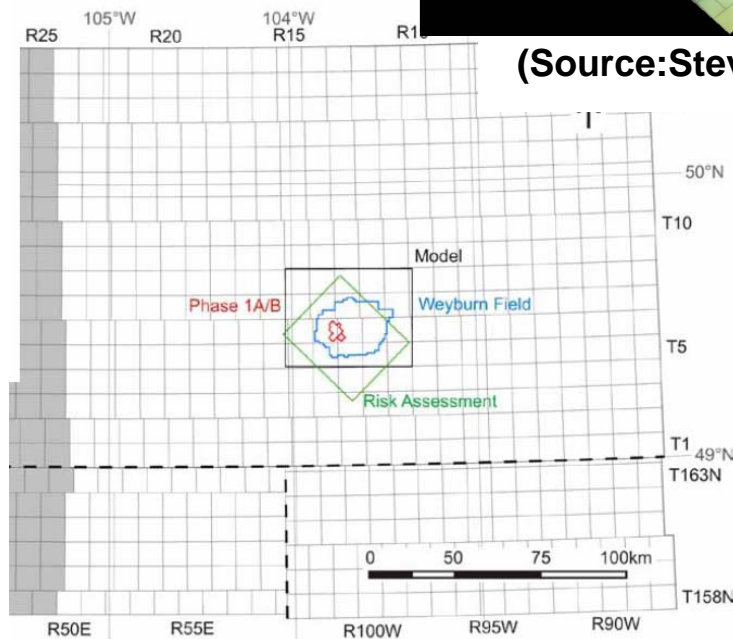 105°W 104°W
R25 R20 R15
(Source:Stev
50°N
T10
Model
Phase 1A/B Weyburn Field
T5
Risk Assessment
T1
49°N
T163N
0 50 75 100km
T158N
R50E R55E R100W R95W R90W